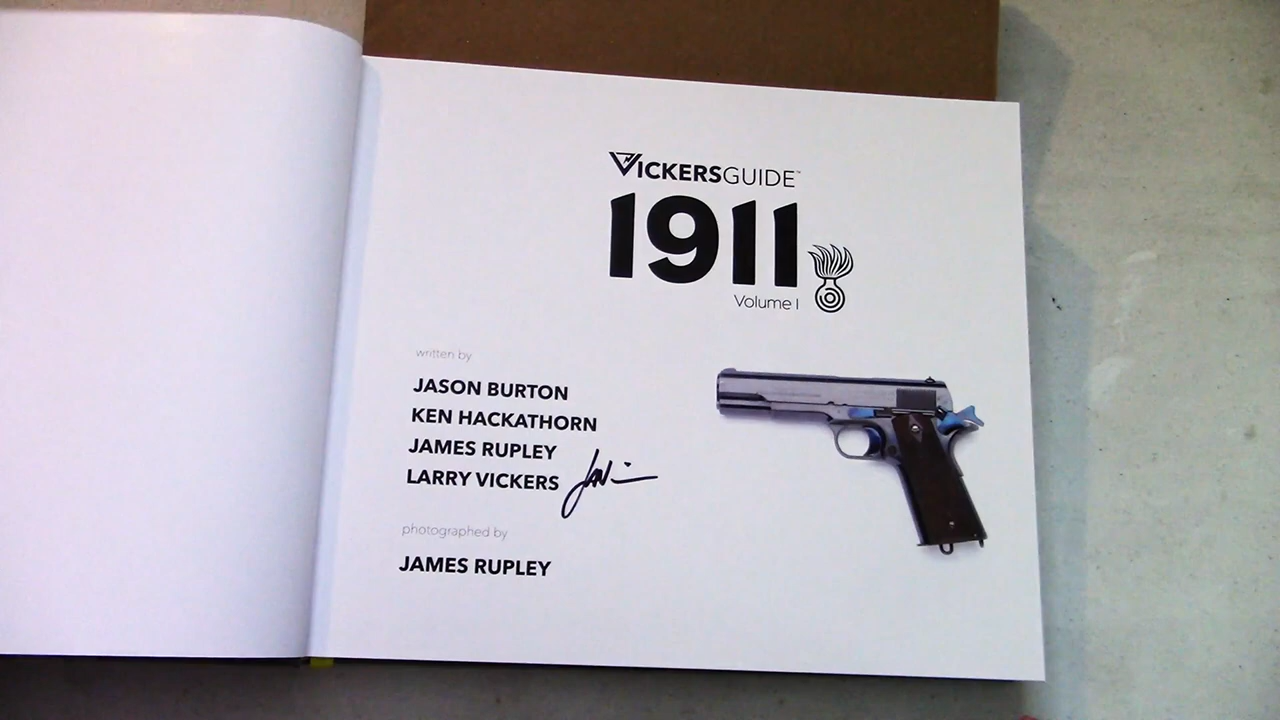 VICKERSGUIDE™
1911
Volume I
written by
JASON BURTON
KEN HACKATHORN
JAMES RUPLEY
LARRY VICKERS
photographed by
JAMES RUPLEY